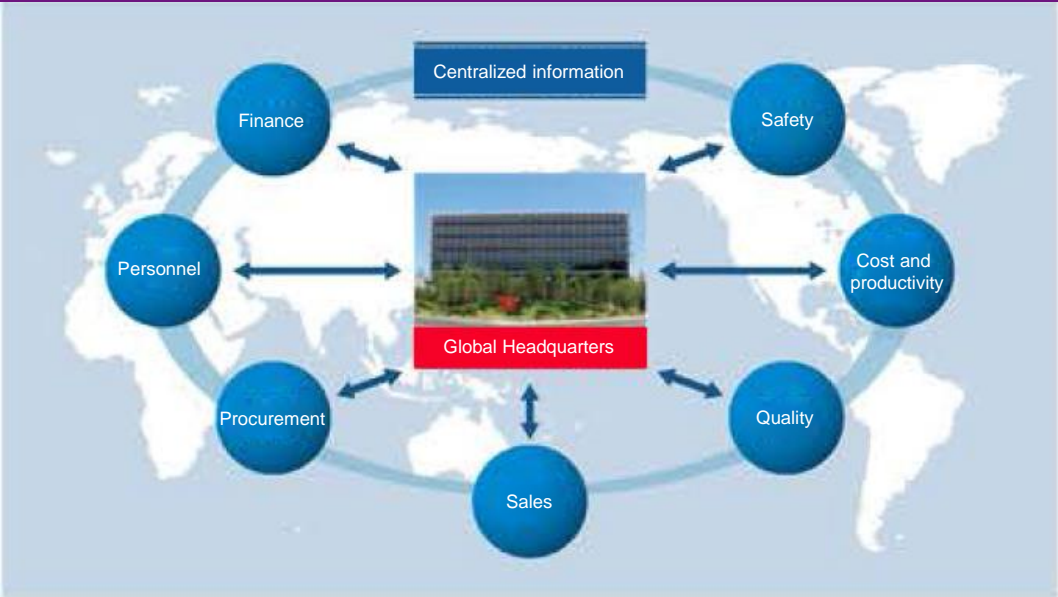 Centralized information
Finance
Safety
Personnel
Cost and
productivity
Global Headquarters
Procurement
Quality
Sales